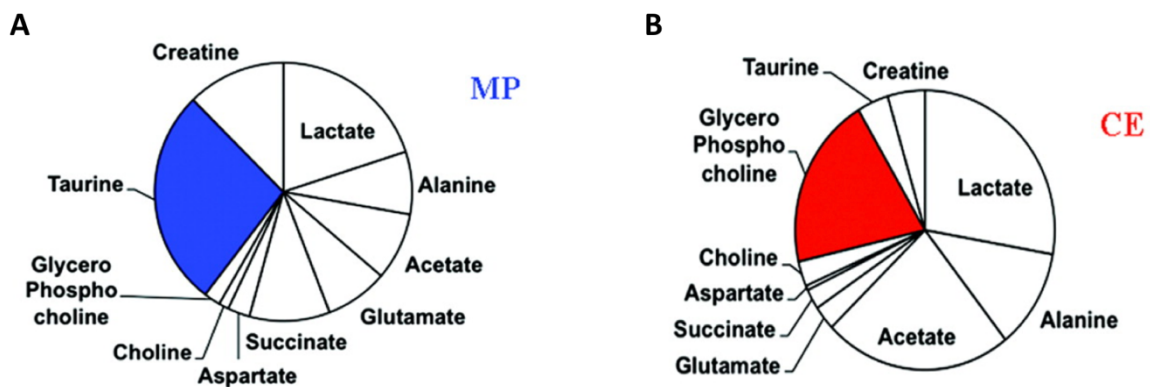 A
Creatine
MP
Lactate
Taurine
Alanine
Glycero
Phospho
choline
Acetate
Glutamate
Choline
Succinate
Aspartate
B
Taurine
Creatine
Glycero
Phospho
choline
CE
Lactate
Choline
Aspartate
Succinate
Glutamate
Acetate
Alanine